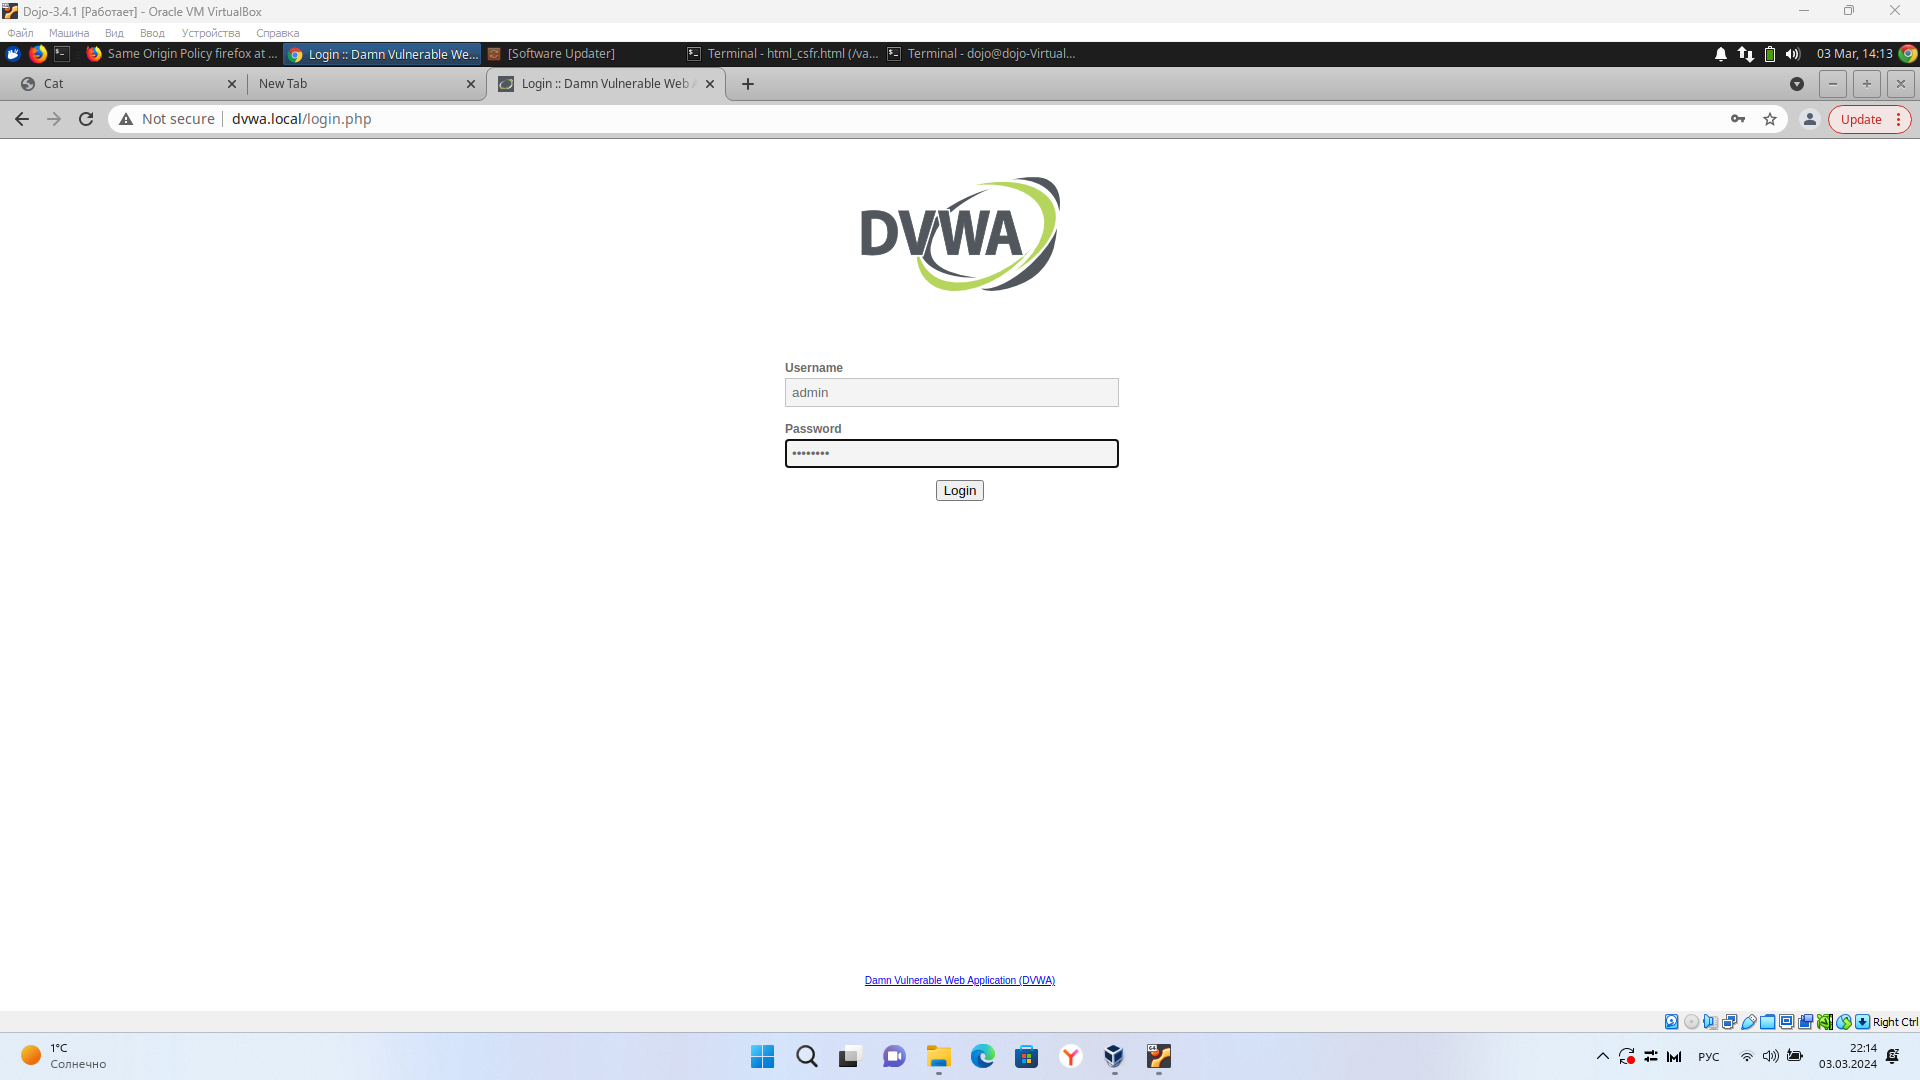 Dojo-3.4.1 [Работает] - Oracle VM VirtualBox
Файл Машина Вид Ввод Устройства Справка
Same Origin Policy firefox at ... Login :: Damn Vulnerable We... [Software Updater] Terminal - html_csfr.html (/va... Terminal - dojo@dojo-Virtual... 03 Mar, 14:13
Cat New Tab Login :: Damn Vulnerable Web
Not secure dvwa.local/login.php Update
DVWA
Username
admin
Password
••••••••
Login
Damn Vulnerable Web Application (DVWA)
Right Ctrl
1°C
Солнечно
РУС
22:14
03.03.2024